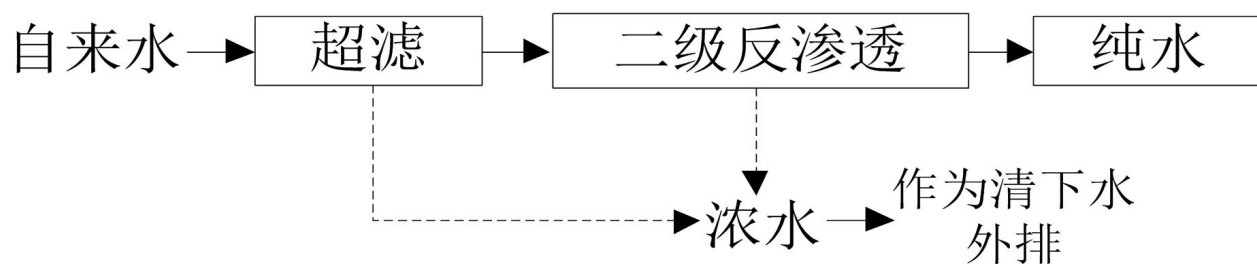 自来水
超滤
二级反渗透
纯水
浓水
作为清下水
外排